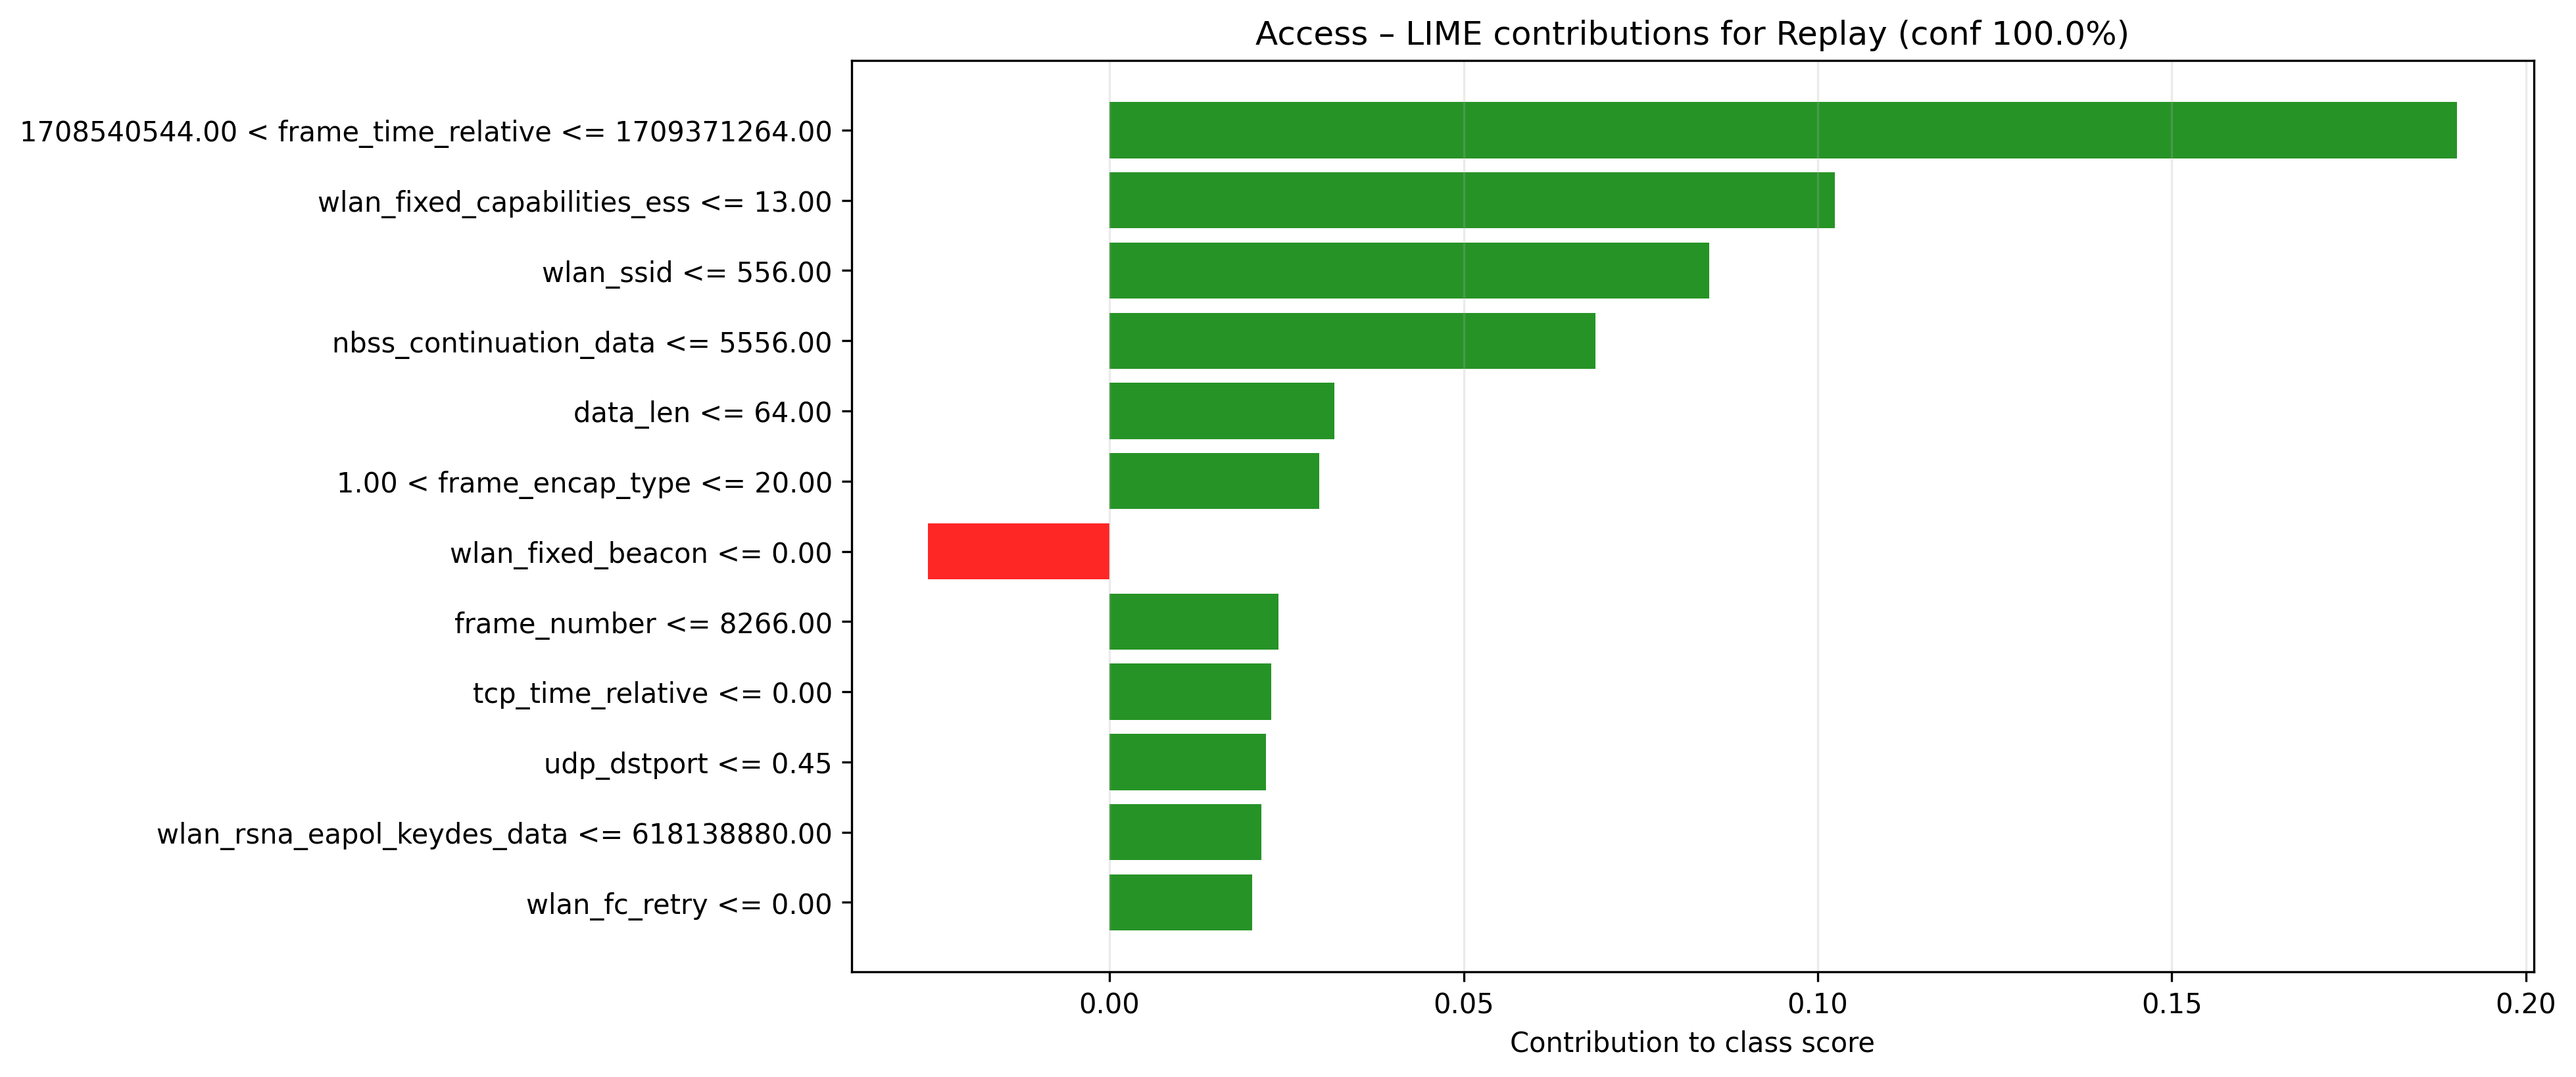 Access – LIME contributions for Replay (conf 100.0%)
1708540544.00 < frame_time_relative <= 1709371264.00
wlan_fixed_capabilities_ess <= 13.00
wlan_ssid <= 556.00
nbss_continuation_data <= 5556.00
data_len <= 64.00
1.00 < frame_encap_type <= 20.00
wlan_fixed_beacon <= 0.00
frame_number <= 8266.00
tcp_time_relative <= 0.00
udp_dstport <= 0.45
wlan_rsna_eapol_keydes_data <= 618138880.00
wlan_fc_retry <= 0.00
0.00 0.05 0.10 0.15 0.20
Contribution to class score